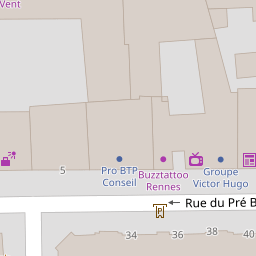 Vent
5
Pro BTP
Conseil
Buzztattoo
Rennes
Groupe
Victor Hugo
← Rue du Pré B
P
34
36
38
40